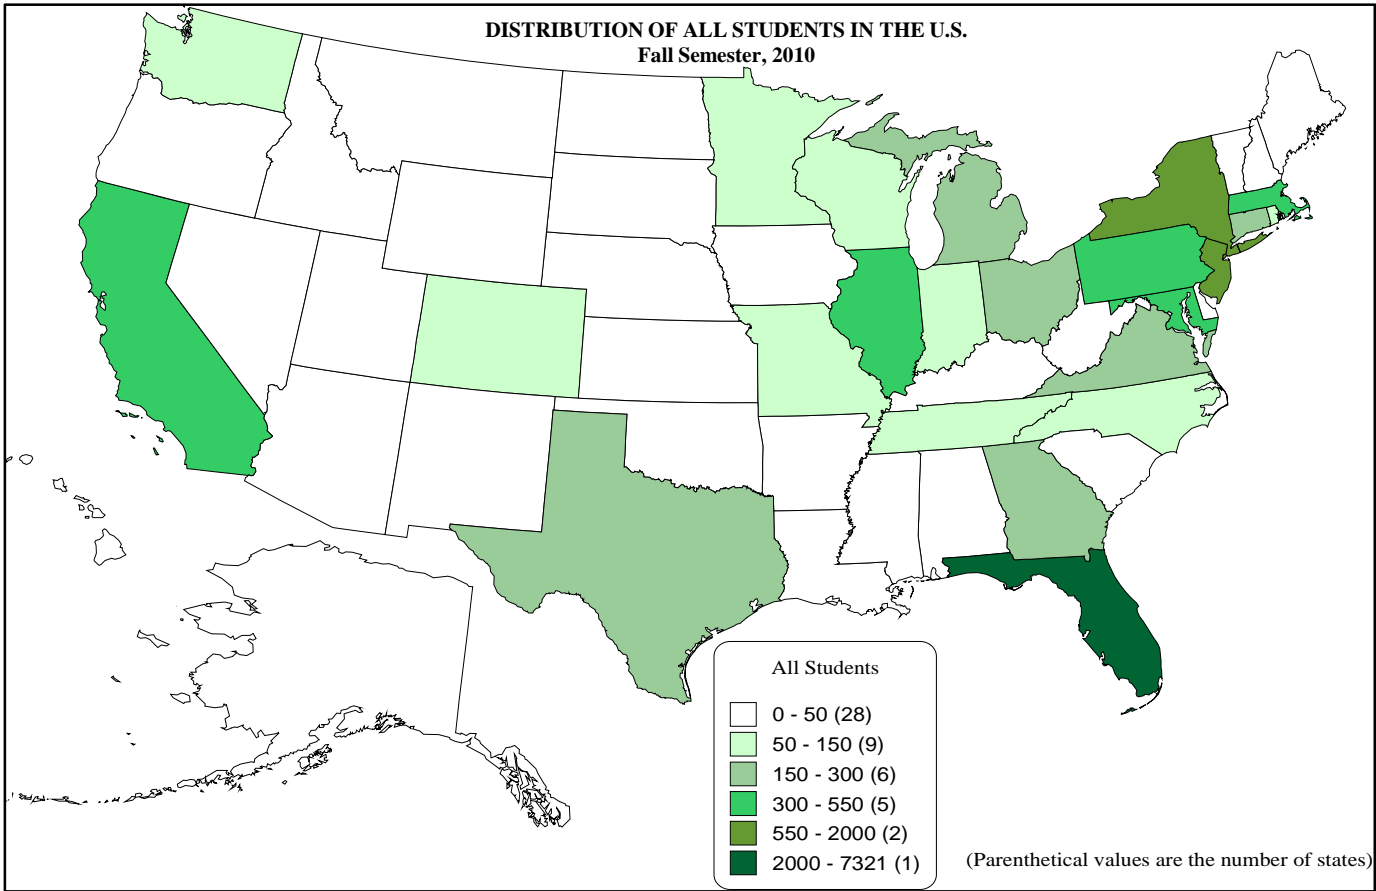 DISTRIBUTION OF ALL STUDENTS IN THE U.S.
Fall Semester, 2010
All Students
0 - 50 (28)
50 - 150 (9)
150 - 300 (6)
300 - 550 (5)
550 - 2000 (2)
2000 - 7321 (1)
(Parenthetical values are the number of states)